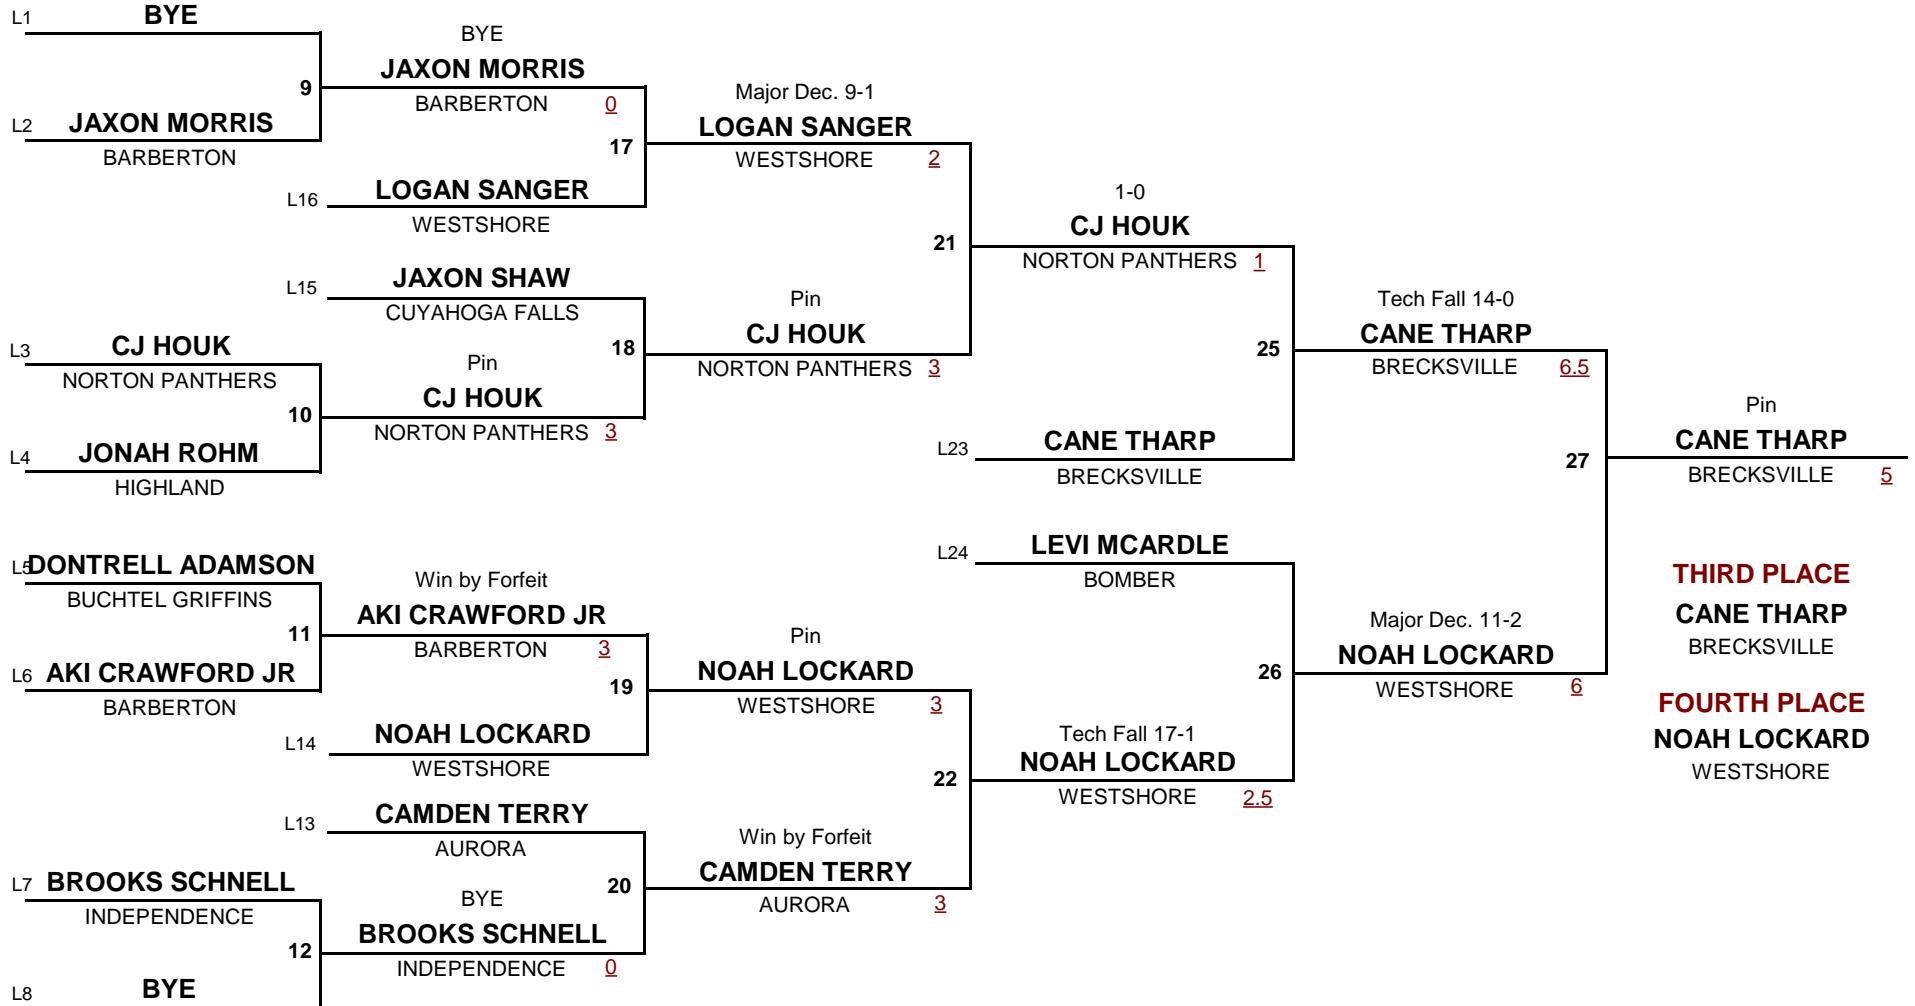 L1 BYE
L2 JAXON MORRIS
BARBERTON
9
BYE
JAXON MORRIS
BARBERTON 0
L16 LOGAN SANGER
WESTSHORE
17
Major Dec. 9-1
LOGAN SANGER
WESTSHORE 2
L15 JAXON SHAW
CUYAHOGA FALLS
L3 CJ HOUK
NORTON PANTHERS
L4 JONAH ROHM
HIGHLAND
10
Pin
CJ HOUK
NORTON PANTHERS 3
18
Pin
CJ HOUK
NORTON PANTHERS 3
21
1-0
CJ HOUK
NORTON PANTHERS 1
L23 CANE THARP
BRECKSVILLE
25
Tech Fall 14-0
CANE THARP
BRECKSVILLE 6.5
L5 DONTRELL ADAMSON
BUCHTEL GRIFFINS
L6 AKI CRAWFORD JR
BARBERTON
11
Win by Forfeit
AKI CRAWFORD JR
BARBERTON 3
L14 NOAH LOCKARD
WESTSHORE
19
Pin
NOAH LOCKARD
WESTSHORE 3
L13 CAMDEN TERRY
AURORA
L7 BROOKS SCHNELL
INDEPENDENCE
L8 BYE
12
BYE
BROOKS SCHNELL
INDEPENDENCE 0
20
Win by Forfeit
CAMDEN TERRY
AURORA 3
22
Tech Fall 17-1
NOAH LOCKARD
WESTSHORE 2.5
L24 LEVI MCARDLE
BOMBER
26
Major Dec. 11-2
NOAH LOCKARD
WESTSHORE 6
27
Pin
CANE THARP
BRECKSVILLE 5
THIRD PLACE
CANE THARP
BRECKSVILLE
FOURTH PLACE
NOAH LOCKARD
WESTSHORE